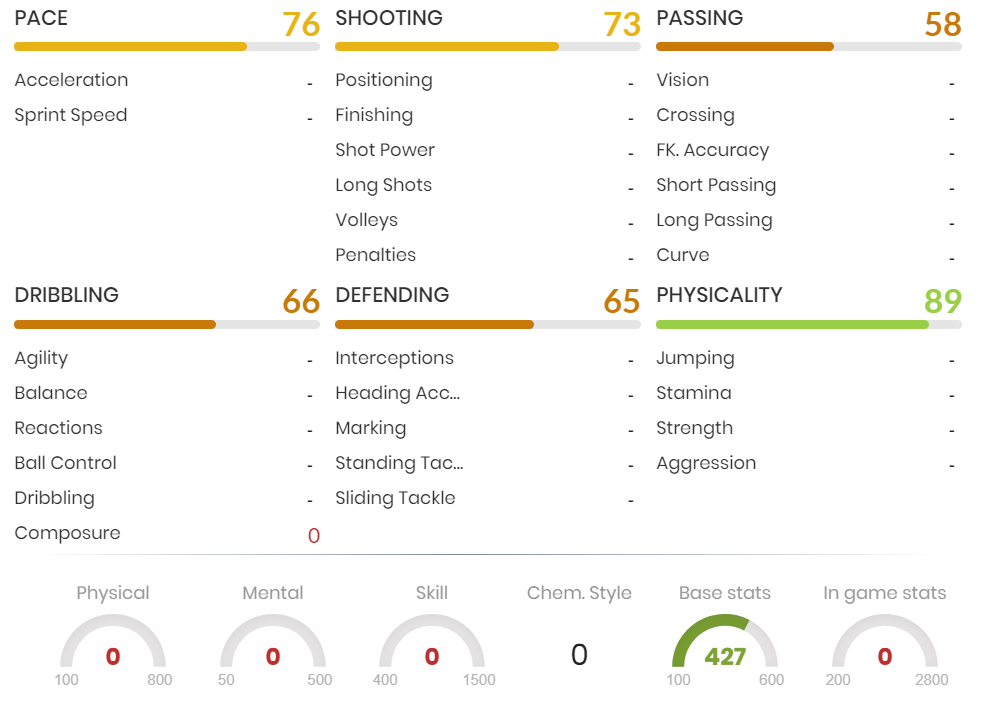 PACE 76 SHOOTING 73 PASSING 58
Acceleration - Positioning - Vision -
Sprint Speed - Finishing - Crossing -
Shot Power - FK. Accuracy -
Long Shots - Short Passing -
Volleys - Long Passing -
Penalties - Curve -
DRIBBLING 66 DEFENDING 65 PHYSICALITY 89
Agility - Interceptions - Jumping -
Balance - Heading Acc... - Stamina -
Reactions - Marking - Strength -
Ball Control - Standing Tac... - Aggression -
Dribbling - Sliding Tackle -
Composure 0
Physical Mental Skill Chem. Style Base stats In game stats
0 0 0 0 427 0
100 800 50 500 400 1500 100 600 200 2800